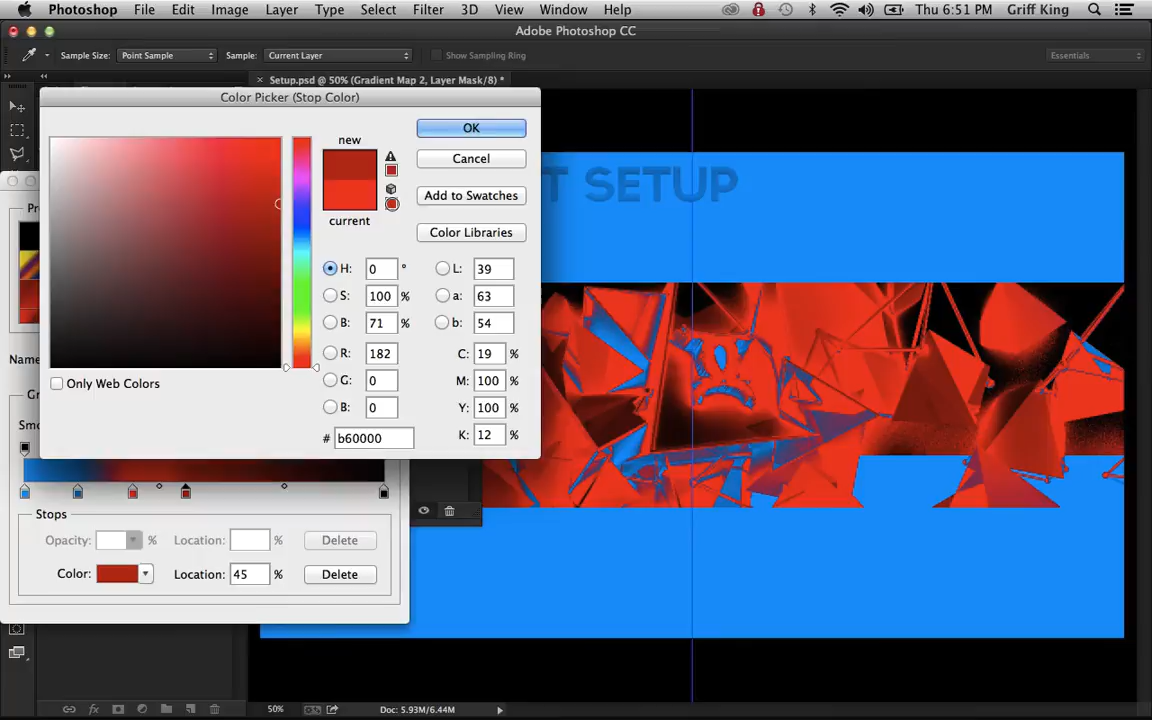 Photoshop File Edit Image Layer Type Select Filter 3D View Window Help Thu 6:51 PM Griff King
Adobe Photoshop CC
Sample Size: Point Sample Sample: Current Layer Show Sampling Ring Essentials
Setup.psd @ 50% (Gradient Map 2, Layer Mask/8) *
Color Picker (Stop Color)
new
current
OK
Cancel
Add to Swatches
Color Libraries
H: 0 °
S: 100 %
B: 71 %
R: 182
G: 0
B: 0
# b60000
L: 39
a: 63
b: 54
C: 19 %
M: 100 %
Y: 100 %
K: 12 %
Only Web Colors
T SETUP
Stops
Opacity: % Location: Delete
Color: Location: 45 % Delete
50% Doc: 5.93M/6.44M